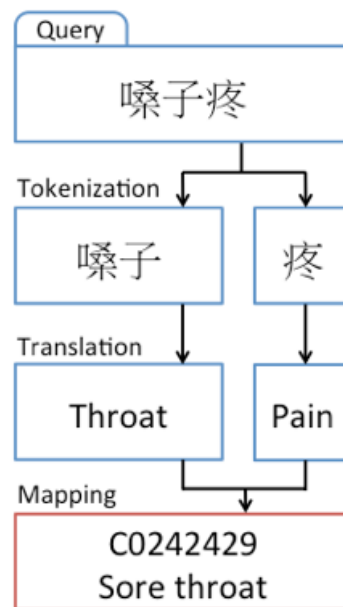 Query
嗓子疼
Tokenization
嗓子
疼
Translation
Throat
Pain
Mapping
C0242429
Sore throat